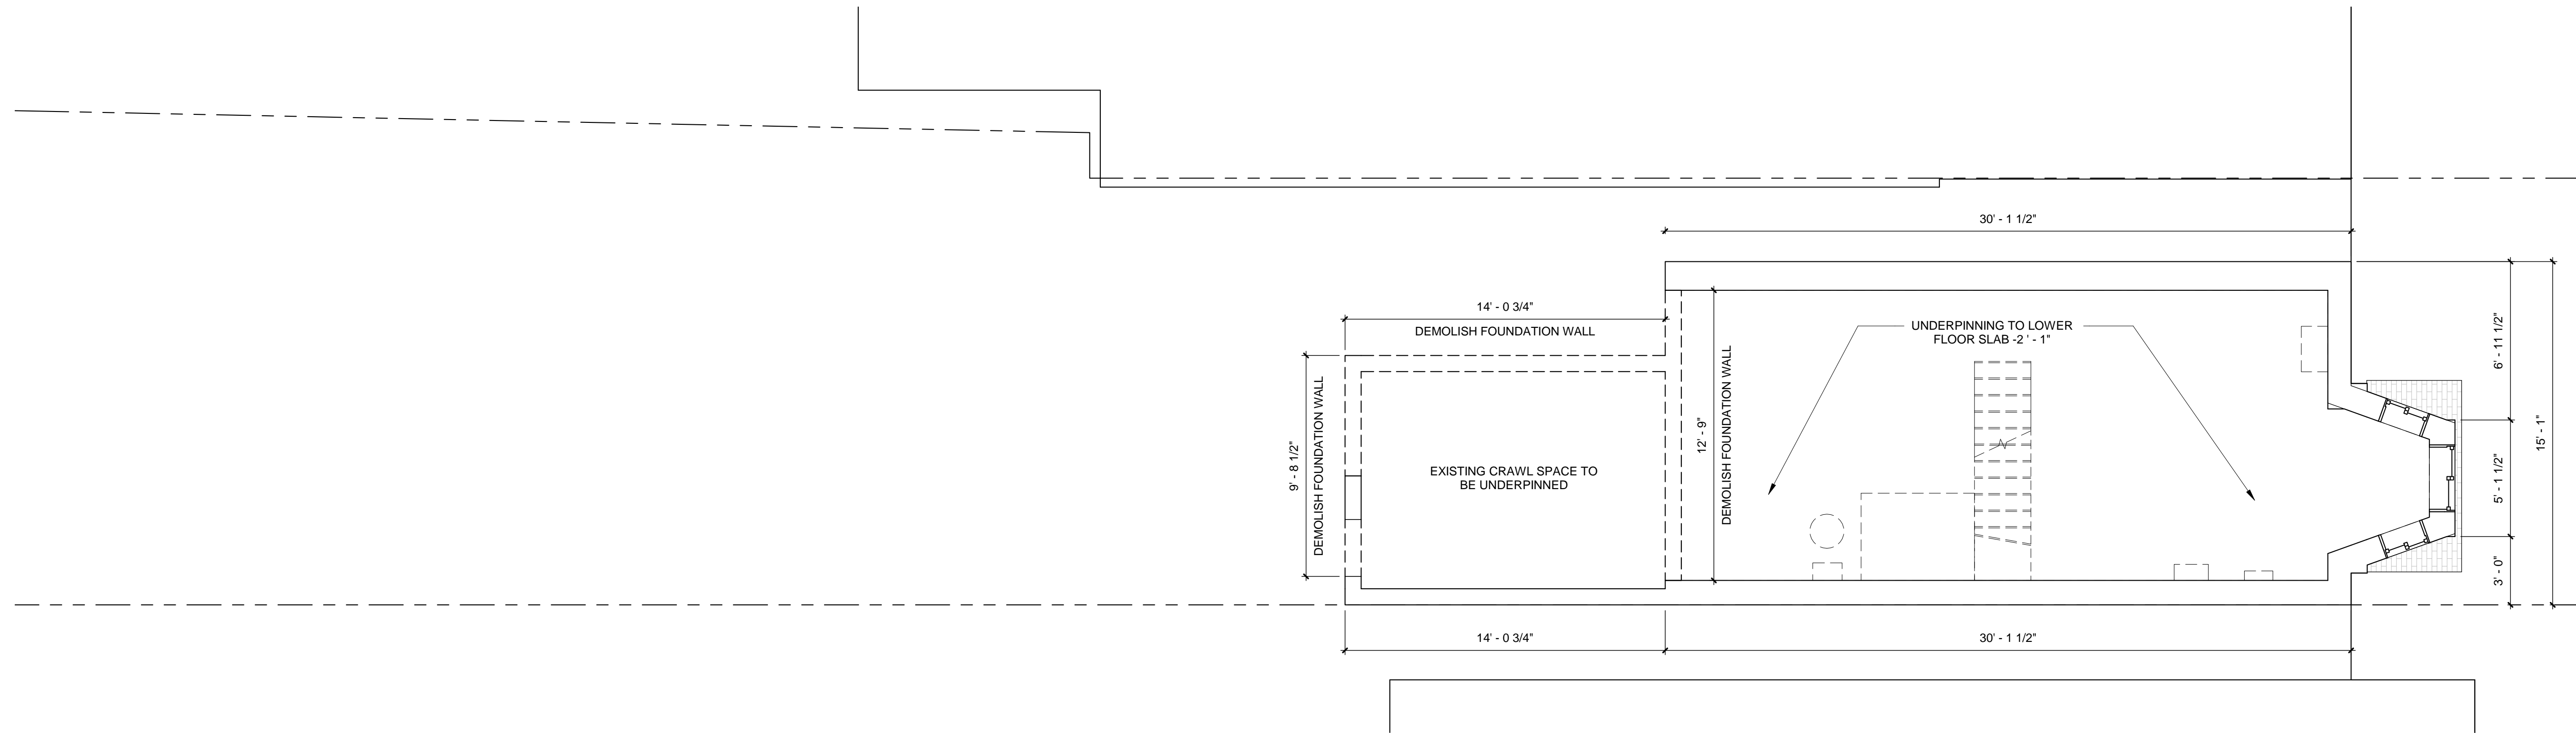 30' - 1 1/2"
14' - 0 3/4"
DEMOLISH FOUNDATION WALL
UNDERPINNING TO LOWER
FLOOR SLAB -2 ' - 1"
6' - 11 1/2"
15' - 1"
9' - 8 1/2"
DEMOLISH FOUNDATION WALL
EXISTING CRAWL SPACE TO
BE UNDERPINNED
12' - 9"
DEMOLISH FOUNDATION WALL
5' - 1 1/2"
3' - 0"
14' - 0 3/4"
30' - 1 1/2"